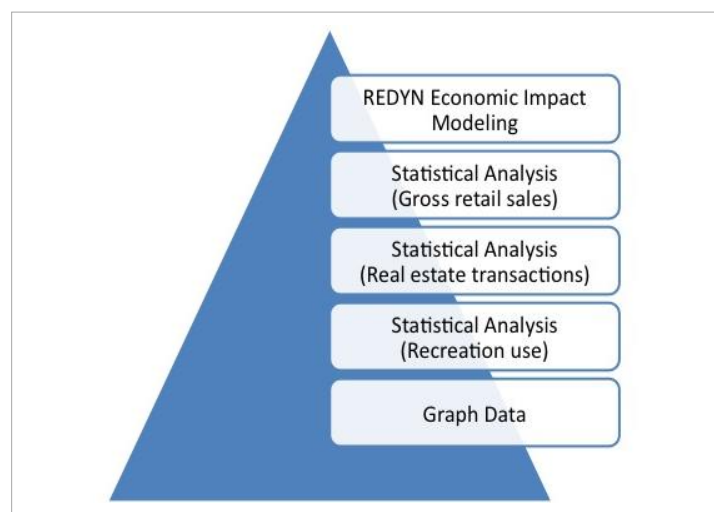 REDYN Economic Impact
Modeling
Statistical Analysis
(Gross retail sales)
Statistical Analysis
(Real estate transactions)
Statistical Analysis
(Recreation use)
Graph Data